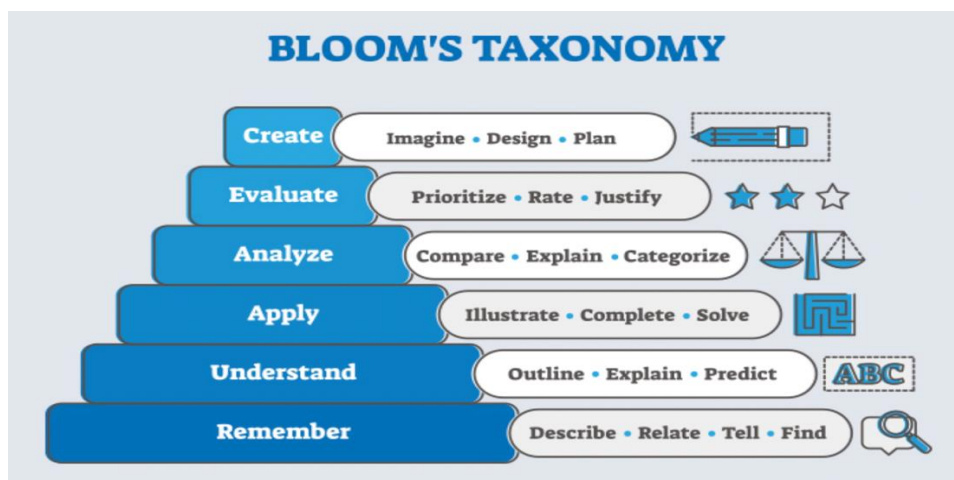 BLOOM'S TAXONOMY
Create
Imagine • Design • Plan
Evaluate
Prioritize • Rate • Justify
Analyze
Compare • Explain • Categorize
Apply
Illustrate • Complete • Solve
Understand
Outline • Explain • Predict
ABC
Remember
Describe • Relate • Tell • Find